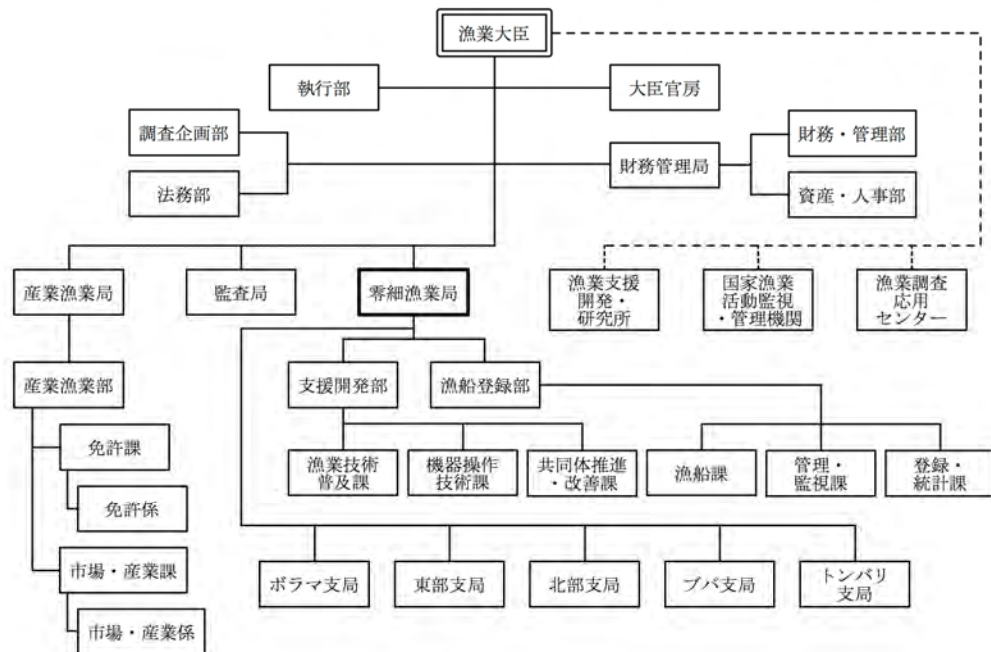 漁業大臣
執行部
大臣官房
調査企画部
財務・管理部
財務管理局
法務部
資産・人事部
産業漁業局
監査局
零細漁業局
漁業支援
開発・
研究所
国家漁業
活動監視
・管理機関
漁業調査
応用
センター
産業漁業部
支援開発部
漁船登録部
免許課
漁業技術
普及課
機器操作
技術課
共同体推進
・改善課
漁船課
管理・
監視課
登録・
統計課
免許係
市場・産業課
ボラマ支局
東部支局
北部支局
ブバ支局
トンバリ
支局
市場・産業係